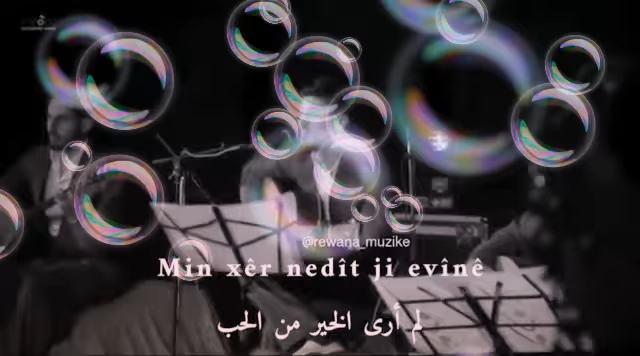 @rewana_muzike
Min xêr nedît ji evînê
لم أرى الخير من الحب